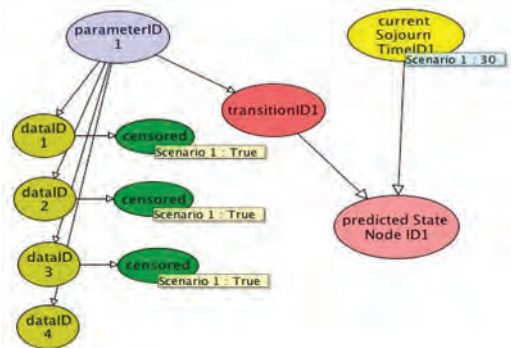 parameterID
1
current
Sojourn
TimeID1
Scenario 1 : 30
transitionID1
dataID
1
censored
Scenario 1 : True
dataID
2
censored
Scenario 1 : True
predicted State
Node ID1
dataID
3
censored
Scenario 1 : True
dataID
4